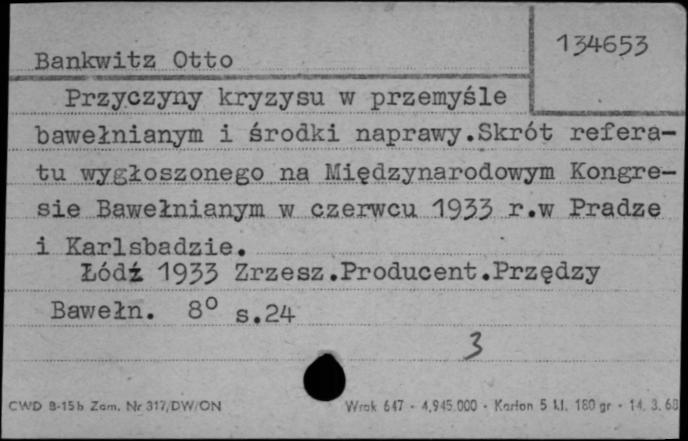 134653
Bankwitz Otto
Przyczyny kryzysu w przemyśle
bawełnianym i środki naprawy.Skrót refera-
tu wygłoszonego na Międzynarodowym Kongre-
sie Bawełnianym w czerwcu 1933 r.w Pradze
i Karlsbadzie.
Łódź 1933 Zrzesz.Producent.Przędzy
Bawełn. 8° s.24
3
CWD B-15b Zam. Nr 317/DW/ON Wrok 647 - 4,945.000 - Karton 5 kl. 180 gr - 14. 3. 60